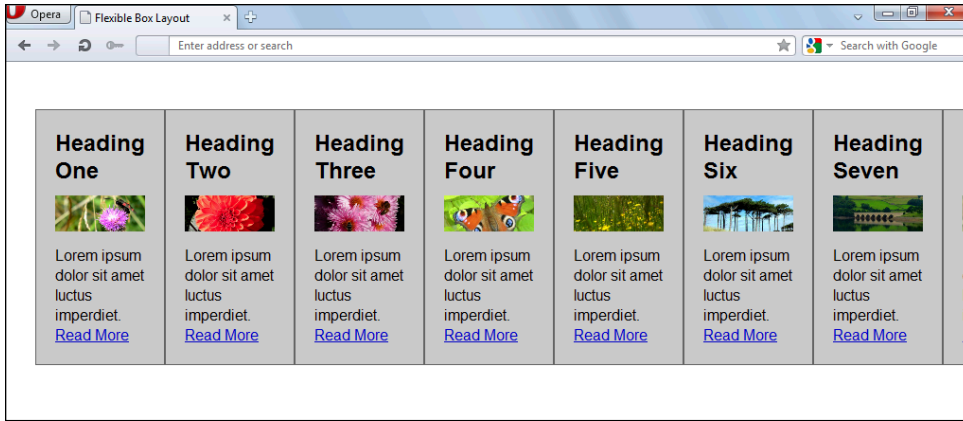 Opera
Flexible Box Layout
Enter address or search
Search with Google
Heading One
Lorem ipsum
dolor sit amet
luctus
imperdiet.
Read More
Heading Two
Lorem ipsum
dolor sit amet
luctus
imperdiet.
Read More
Heading Three
Lorem ipsum
dolor sit amet
luctus
imperdiet.
Read More
Heading Four
Lorem ipsum
dolor sit amet
luctus
imperdiet.
Read More
Heading Five
Lorem ipsum
dolor sit amet
luctus
imperdiet.
Read More
Heading Six
Lorem ipsum
dolor sit amet
luctus
imperdiet.
Read More
Heading Seven
Lorem ipsum
dolor sit amet
luctus
imperdiet.
Read More